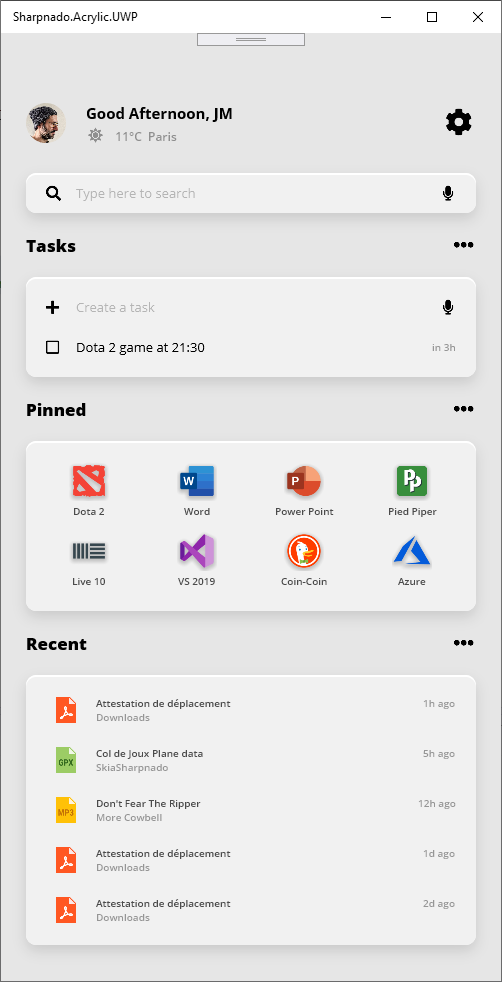 Sharpnado.Acrylic.UWP
Good Afternoon, JM
11°C Paris
Type here to search
Tasks
Create a task
Dota 2 game at 21:30
in 3h
Pinned
W
P
PP
Dota 2
Word
Power Point
Pied Piper
Live 10
VS 2019
Coin-Coin
Azure
Recent
Attestation de déplacement
1h ago
Downloads
GPX
Col de Joux Plane data
5h ago
SkiaSharpnado
MP3
Don't Fear The Ripper
12h ago
More Cowbell
Attestation de déplacement
1d ago
Downloads
Attestation de déplacement
2d ago
Downloads